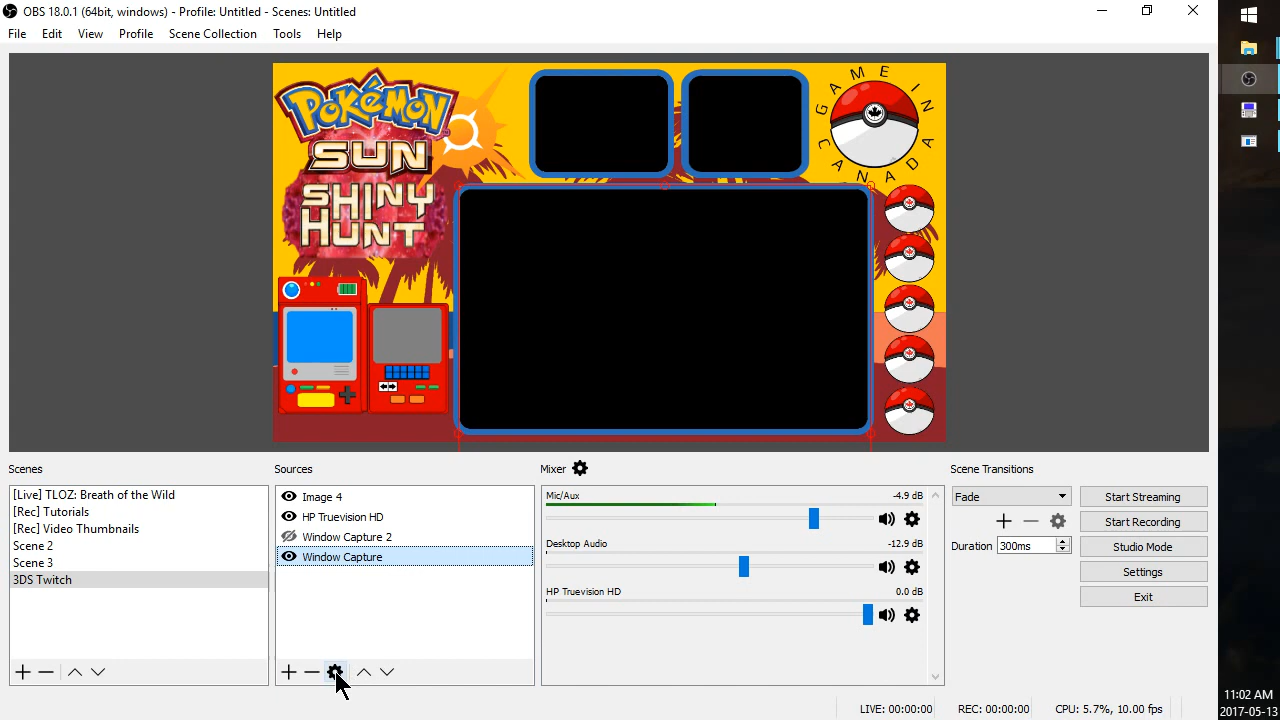 OBS 18.0.1 (64bit, windows) - Profile: Untitled - Scenes: Untitled
File Edit View Profile Scene Collection Tools Help
POKéMON
SUN
SHINY
HUNT
GAME IN
CANADA
Scenes
[Live] TLOZ: Breath of the Wild
[Rec] Tutorials
[Rec] Video Thumbnails
Scene 2
Scene 3
3DS Twitch
Sources
Image 4
HP Truevision HD
Window Capture 2
Window Capture
Mixer
Mic/Aux -4.9 dB
Desktop Audio -12.9 dB
HP Truevision HD 0.0 dB
Scene Transitions
Fade
Duration 300ms
Start Streaming
Start Recording
Studio Mode
Settings
Exit
LIVE: 00:00:00 REC: 00:00:00 CPU: 5.7%, 10.00 fps
11:02 AM
2017-05-13